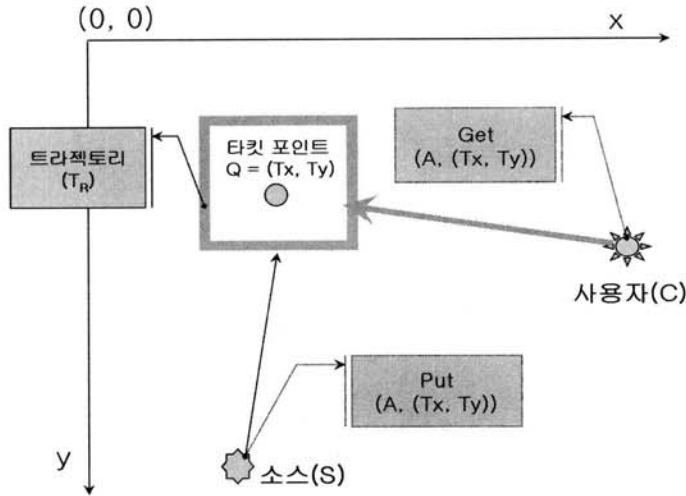 (0, 0)
x
트라젝토리
(T_R)
타킷 포인트
Q = (Tx, Ty)
Get
(A, (Tx, Ty))
사용자(C)
Put
(A, (Tx, Ty))
y
소스(S)